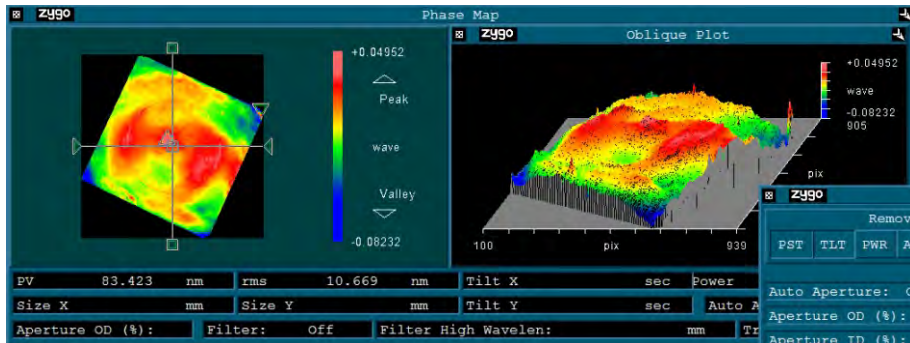 zygo Phase Map
zygo Oblique Plot
+0.04952
Peak
wave
Valley
-0.08232
+0.04952
wave
-0.08232
905
pix
100 pix 939
zygo
Remov
PST TLT PWR A
PV 83.423 nm rms 10.669 nm Tilt X sec Power
Size X mm Size Y mm Tilt Y sec Auto A
Aperture OD (%): Filter: Off Filter High Wavelen: mm Tr
Auto Aperture: O
Aperture OD (%):
Aperture ID (%):